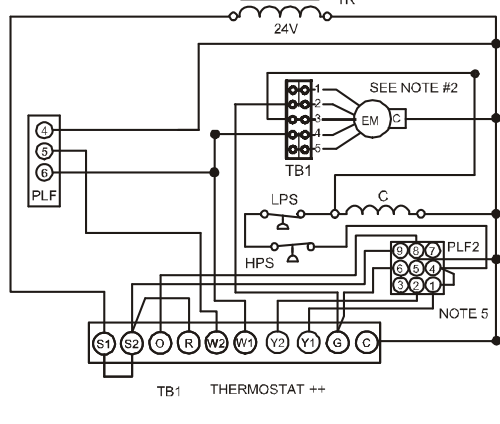 TR
24V
SEE NOTE #2
1
2
3
4
5
EM
C
TB1
4
5
6
PLF
LPS
C
HPS
9 8 7
6 5 4
3 2 1
PLF2
NOTE 5
S1 S2 O R W2 W1 Y2 Y1 G C
TB1 THERMOSTAT ++